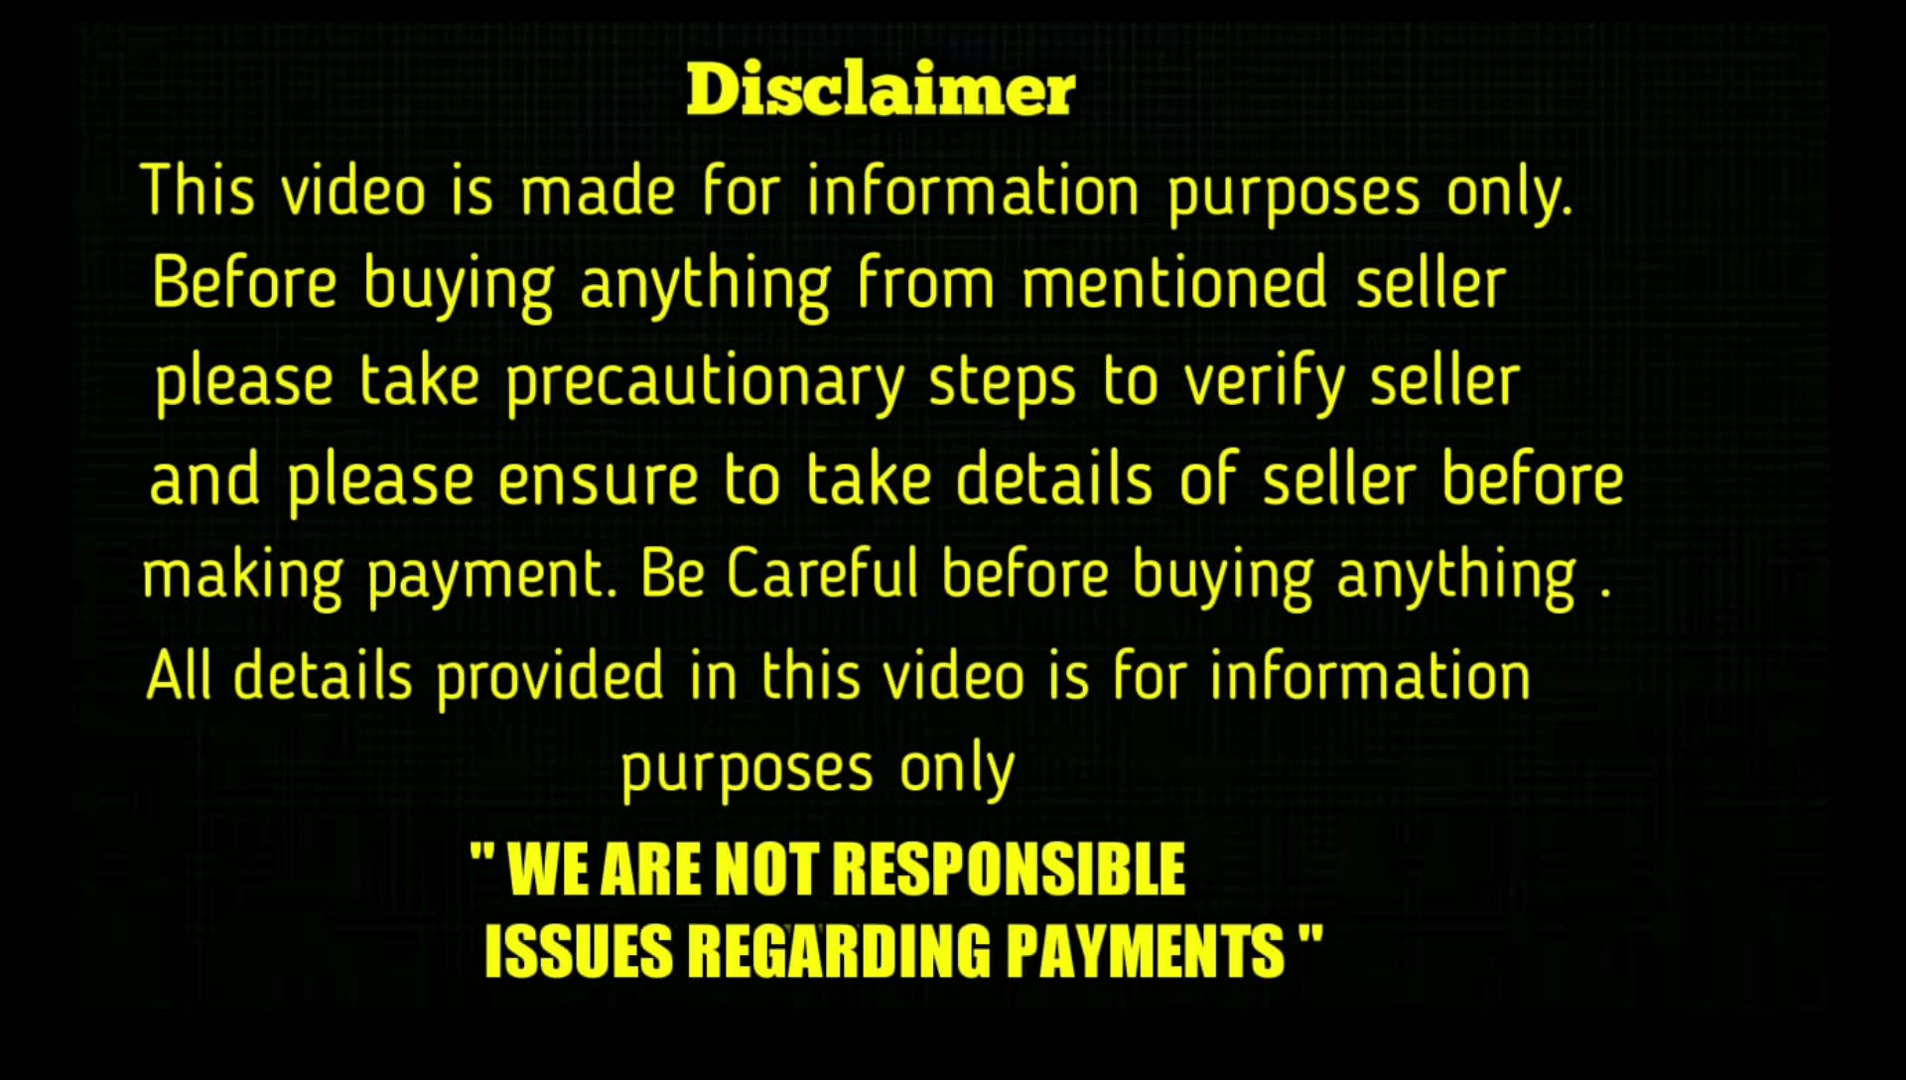 Disclaimer
This video is made for information purposes only.
Before buying anything from mentioned seller
please take precautionary steps to verify seller
and please ensure to take details of seller before
making payment. Be Careful before buying anything .
All details provided in this video is for information
purposes only
" WE ARE NOT RESPONSIBLE
ISSUES REGARDING PAYMENTS "